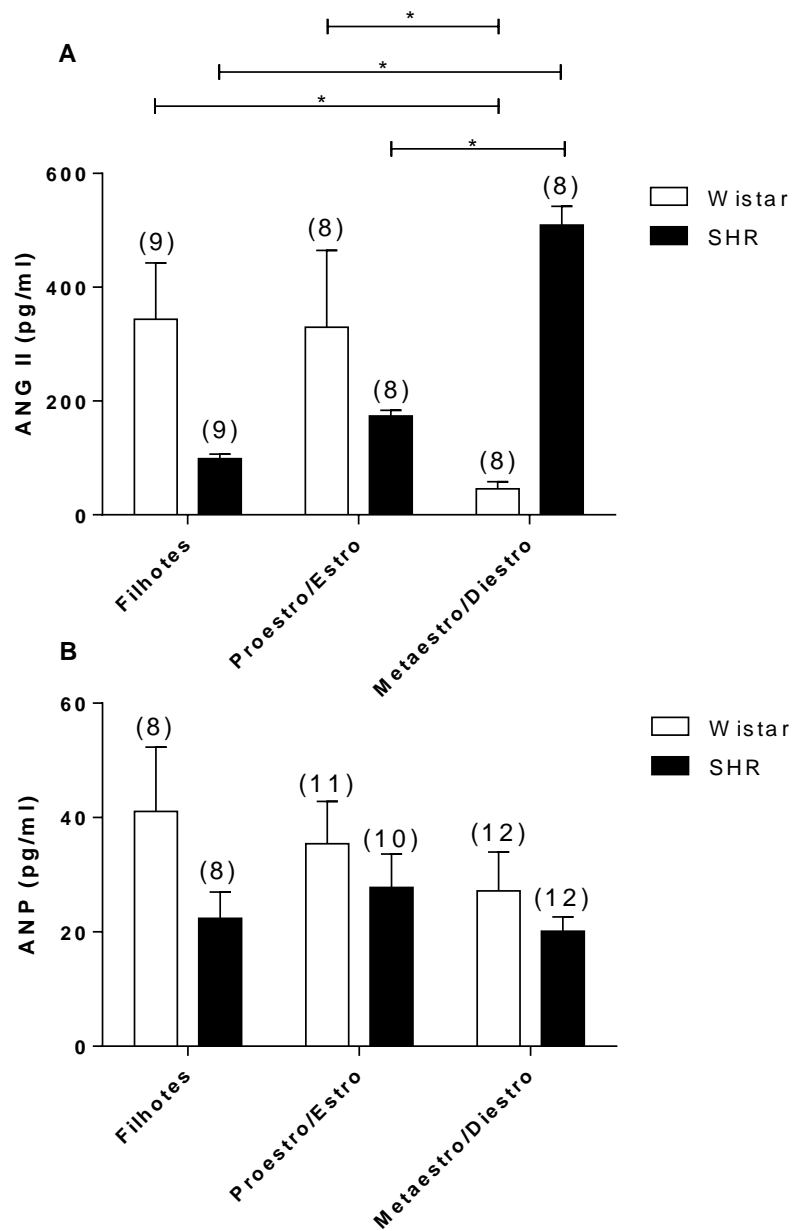 *
A
*
*
*
600
400
200
0
ANG II (pg/ml)
(9)
(9)
(8)
(8)
(8)
(8)
Wistar
SHR
Filhotes
Proestro/Estro
Metaestro/Diestro
B
60
40
20
0
ANP (pg/ml)
(8)
(8)
(11)
(10)
(12)
(12)
Wistar
SHR
Filhotes
Proestro/Estro
Metaestro/Diestro